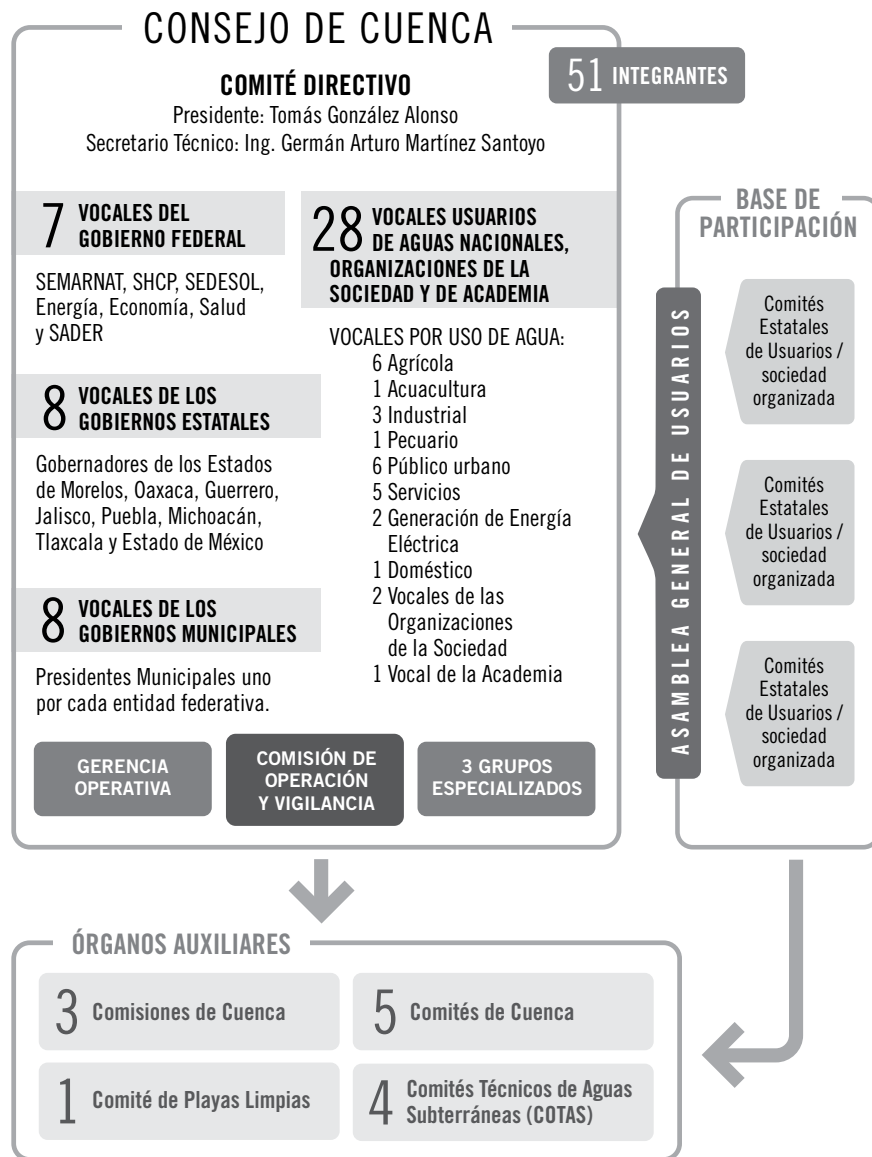 CONSEJO DE CUENCA
51 INTEGRANTES
COMITÉ DIRECTIVO
Presidente: Tomás González Alonso
Secretario Técnico: Ing. Germán Arturo Martínez Santoyo
7 VOCALES DEL
GOBIERNO FEDERAL
SEMARNAT, SHCP, SEDESOL,
Energía, Economía, Salud
y SADER
8 VOCALES DE LOS
GOBIERNOS ESTATALES
Gobernadores de los Estados
de Morelos, Oaxaca, Guerrero,
Jalisco, Puebla, Michoacán,
Tlaxcala y Estado de México
8 VOCALES DE LOS
GOBIERNOS MUNICIPALES
Presidentes Municipales uno
por cada entidad federativa.
28 VOCALES USUARIOS
DE AGUAS NACIONALES,
ORGANIZACIONES DE LA
SOCIEDAD Y DE ACADEMIA
VOCALES POR USO DE AGUA:
6 Agrícola
1 Acuacultura
3 Industrial
1 Pecuario
6 Público urbano
5 Servicios
2 Generación de Energía
Eléctrica
1 Doméstico
2 Vocales de las
Organizaciones
de la Sociedad
1 Vocal de la Academia
GERENCIA
OPERATIVA
COMISIÓN DE
OPERACIÓN
Y VIGILANCIA
3 GRUPOS
ESPECIALIZADOS
BASE DE
PARTICIPACIÓN
ASAMBLEA GENERAL DE USUARIOS
Comités
Estatales
de Usuarios /
sociedad
organizada
Comités
Estatales
de Usuarios /
sociedad
organizada
Comités
Estatales
de Usuarios /
sociedad
organizada
ÓRGANOS AUXILIARES
3 Comisiones de Cuenca
5 Comités de Cuenca
1 Comité de Playas Limpias
4 Comités Técnicos de Aguas
Subterráneas (COTAS)